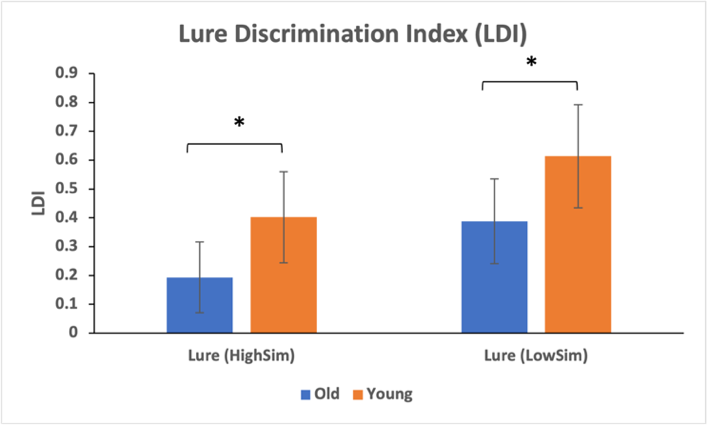 Lure Discrimination Index (LDI)
0.9
0.8
0.7
0.6
0.5
0.4
0.3
0.2
0.1
0
LDI
*
*
Lure (HighSim)
Lure (LowSim)
Old
Young